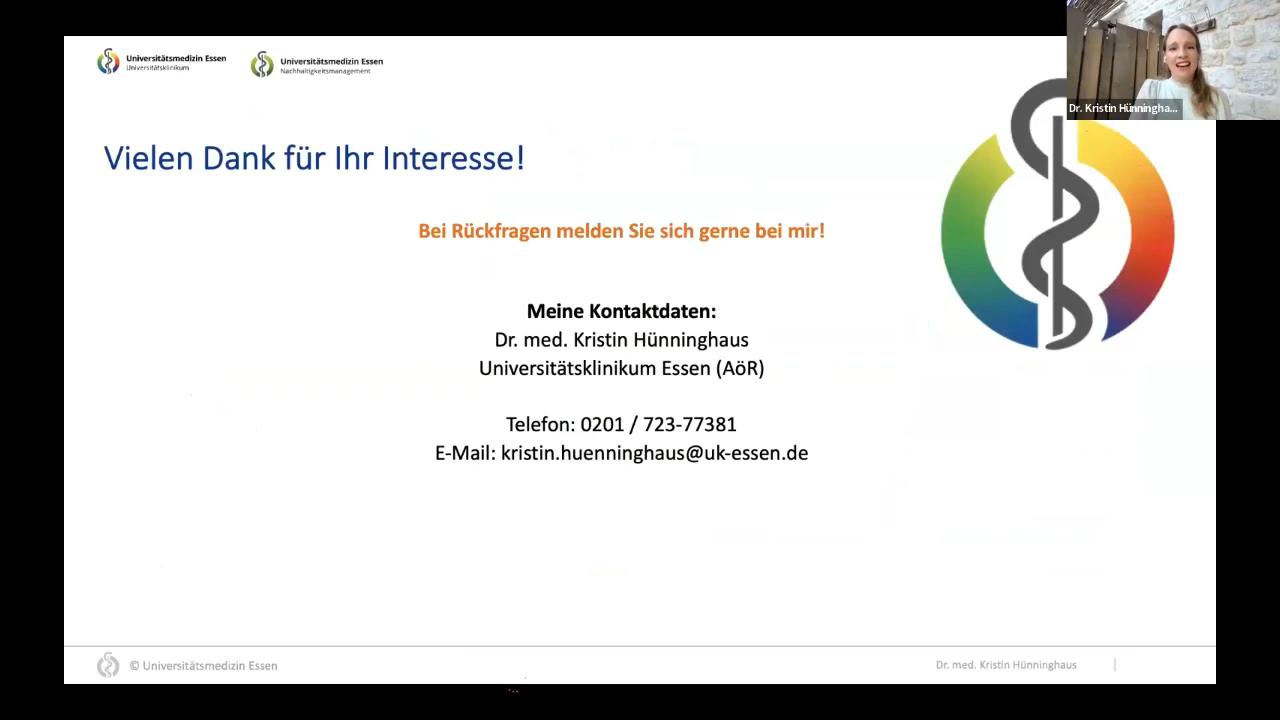 Universitätsmedizin Essen
Universitätsklinikum
Universitätsmedizin Essen
Nachhaltigkeitsmanagement
Dr. Kristin Hünningha...
Vielen Dank für Ihr Interesse!
Bei Rückfragen melden Sie sich gerne bei mir!
Meine Kontaktdaten:
Dr. med. Kristin Hünninghaus
Universitätsklinikum Essen (AöR)
Telefon: 0201 / 723-77381
E-Mail: kristin.huenninghaus@uk-essen.de
© Universitätsmedizin Essen
Dr. med. Kristin Hünninghaus